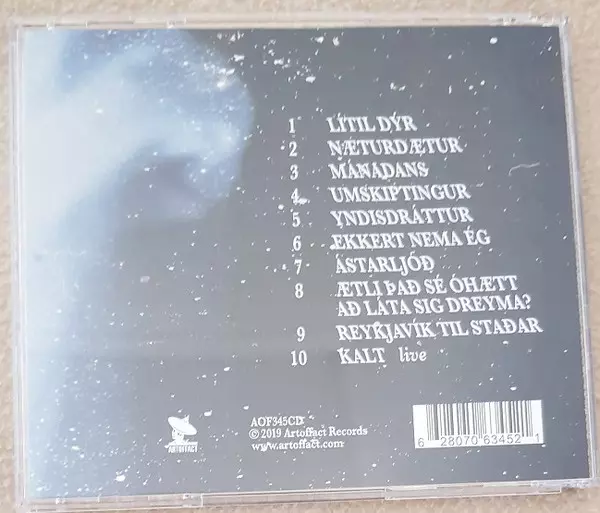 1 LÍTIL DÝR
2 NÆTURDÆTUR
3 MÁNADANS
4 UMSKIPTINGUR
5 YNDISDRÁTTUR
6 EKKERT NEMA ÉG
7 ÁSTARLJÓÐ
8 ÆTLI ÞAÐ SÉ ÓHÆTT
AÐ LÁTA SIG DREYMA?
9 REYKJAVÍK TIL STAÐAR
10 KALT live
AOF345CD
© 2019 Artoffact Records
www.artoffact.com
ARTOFFACT
6 28070 63452 1